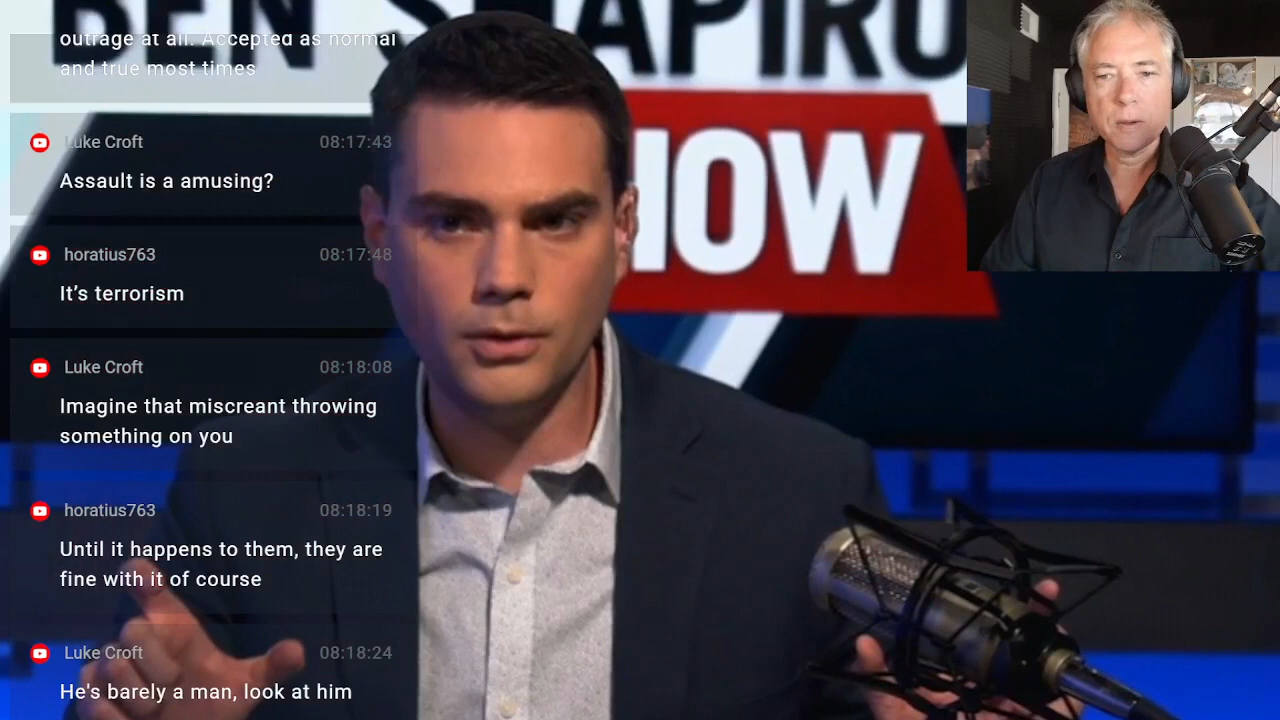 BEN SHAPIRO
SHOW
outrage at all. Accepted as normal
and true most times
Luke Croft 08:17:43
Assault is a amusing?
horatius763 08:17:48
It’s terrorism
Luke Croft 08:18:08
Imagine that miscreant throwing
something on you
horatius763 08:18:19
Until it happens to them, they are
fine with it of course
Luke Croft 08:18:24
He's barely a man, look at him